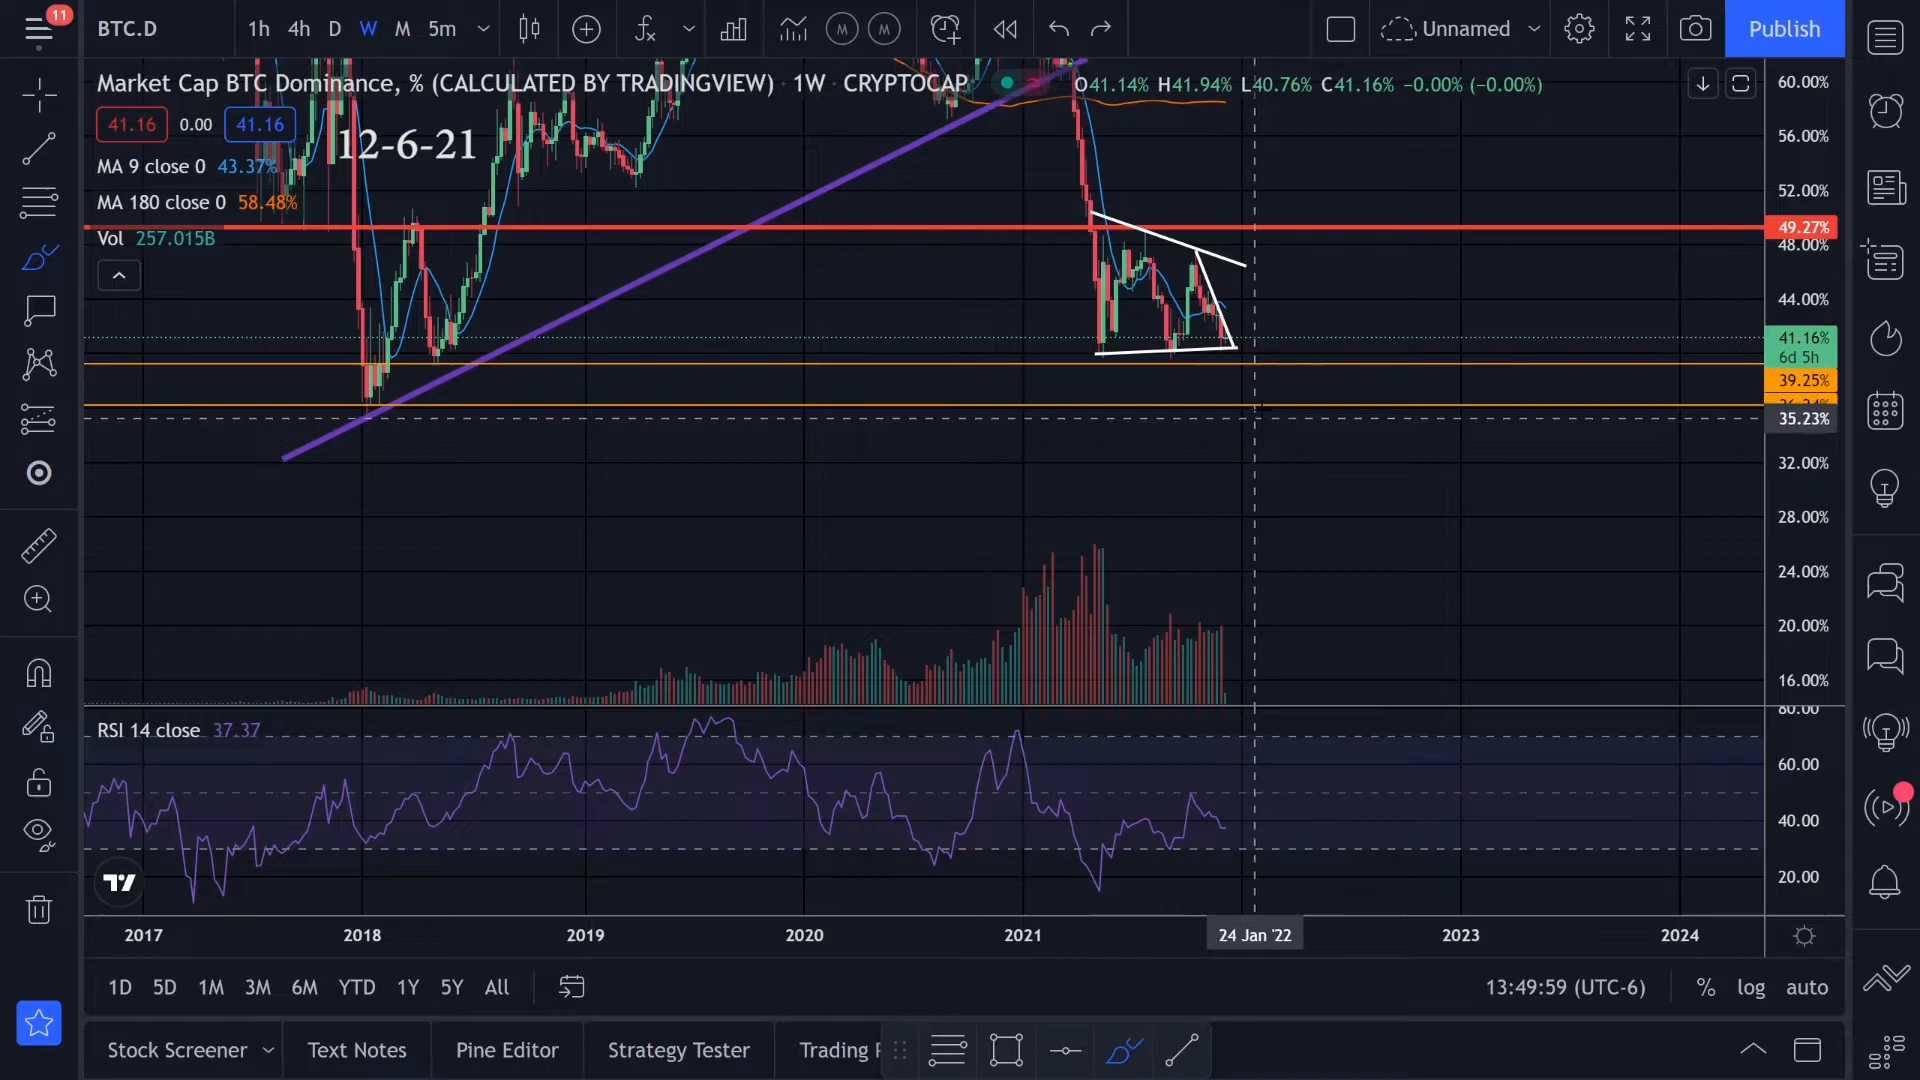 11
BTC.D 1h 4h D W M 5m M M Unnamed Publish
Market Cap BTC Dominance, % (CALCULATED BY TRADINGVIEW) · 1W · CRYPTOCAP O41.14% H41.94% L40.76% C41.16% −0.00% (−0.00%)
41.16 0.00 41.16
12-6-21
MA 9 close 0 43.37%
MA 180 close 0 58.48%
Vol 257.015B
60.00%
56.00%
52.00%
49.27%
48.00%
44.00%
41.16%
6d 5h
39.25%
35.23%
32.00%
28.00%
24.00%
20.00%
16.00%
RSI 14 close 37.37
80.00
60.00
40.00
20.00
2017 2018 2019 2020 2021 24 Jan '22 2023 2024
1D 5D 1M 3M 6M YTD 1Y 5Y All 13:49:59 (UTC-6) % log auto
Stock Screener Text Notes Pine Editor Strategy Tester Trading